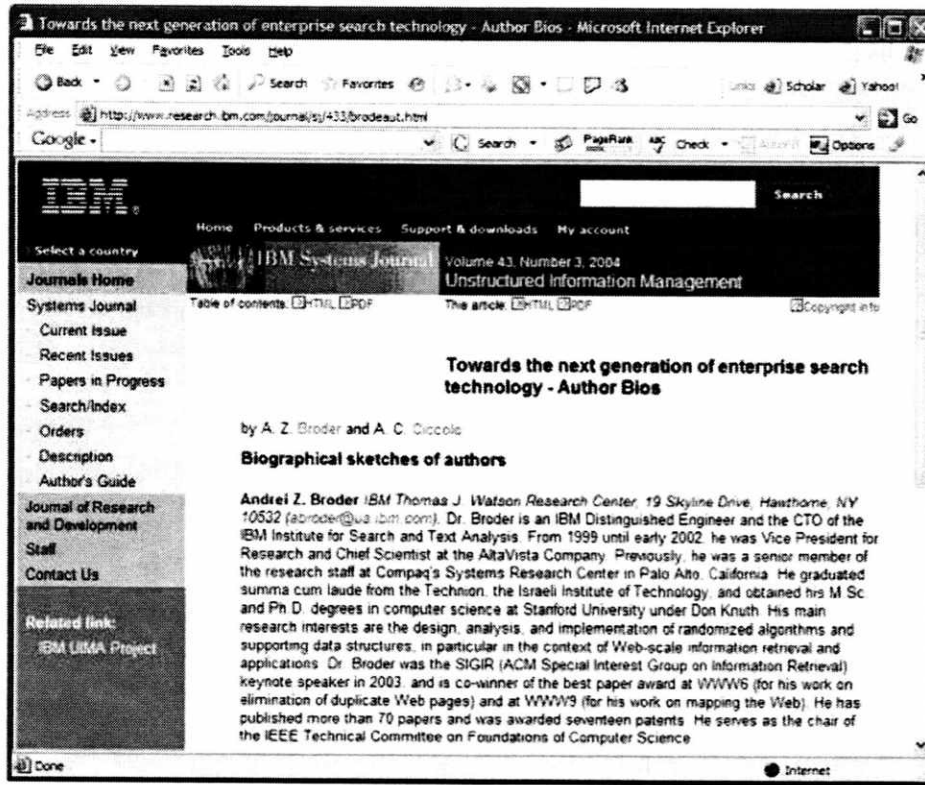 Towards the next generation of enterprise search technology - Author Bios - Microsoft Internet Explorer
File Edit View Favorites Tools Help
Back Search Favorites Links Scholar Yahoo!
Address http://www.research.ibm.com/journal/sj/433/brodeaut.html Go
Google Search PageRank ABC Check Options
IBM Search
Home Products & services Support & downloads My account
Select a country
IBM Systems Journal
Volume 43, Number 3, 2004
Unstructured Information Management
Table of contents: HTML PDF This article: HTML PDF Copyright info
Journals Home
Systems Journal
Current Issue
Recent Issues
Papers in Progress
Search/Index
Orders
Description
Author's Guide
Journal of Research
and Development
Staff
Contact Us
Related link:
IBM UIMA Project
Towards the next generation of enterprise search
technology - Author Bios
by A. Z. Broder and A. C. Ciccolo
Biographical sketches of authors
Andrei Z. Broder IBM Thomas J. Watson Research Center, 19 Skyline Drive, Hawthorne, NY
10532 (abroder@us.ibm.com). Dr. Broder is an IBM Distinguished Engineer and the CTO of the
IBM Institute for Search and Text Analysis. From 1999 until early 2002, he was Vice President for
Research and Chief Scientist at the AltaVista Company. Previously, he was a senior member of
the research staff at Compaq's Systems Research Center in Palo Alto, California. He graduated
summa cum laude from the Technion, the Israeli Institute of Technology, and obtained his M.Sc.
and Ph.D. degrees in computer science at Stanford University under Don Knuth. His main
research interests are the design, analysis, and implementation of randomized algorithms and
supporting data structures, in particular in the context of Web-scale information retrieval and
applications. Dr. Broder was the SIGIR (ACM Special Interest Group on Information Retrieval)
keynote speaker in 2003, and is co-winner of the best paper award at WWW6 (for his work on
elimination of duplicate Web pages) and at WWW9 (for his work on mapping the Web). He has
published more than 70 papers and was awarded seventeen patents. He serves as the chair of
the IEEE Technical Committee on Foundations of Computer Science.
Done Internet